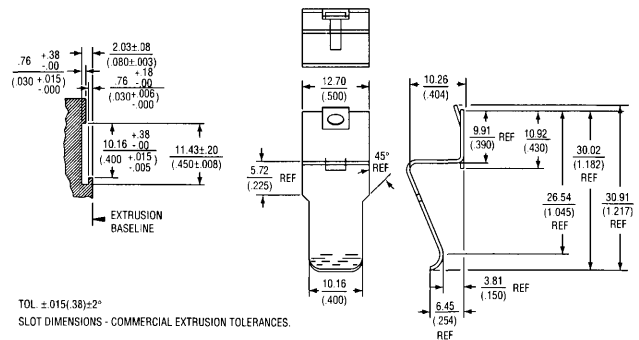 .76 +.38 -.00
(.030 +.015 -.000)
2.03±.08
(.080±.003)
.76 +.18 -.00
(.030 +.006 -.000)
10.16 +.38 -.00
(.400 +.015 -.005)
11.43±.20
(.450±.008)
EXTRUSION
BASELINE
12.70
(.500)
5.72
(.225)
REF
45°
REF
10.16
(.400)
10.26
(.404)
9.91
(.390)
REF
10.92
(.430)
30.02
(1.182)
REF
26.54
(1.045)
REF
30.91
(1.217)
REF
3.81
(.150)
REF
6.45
(.254)
REF
TOL. ±.015(.38)±2°
SLOT DIMENSIONS - COMMERCIAL EXTRUSION TOLERANCES.